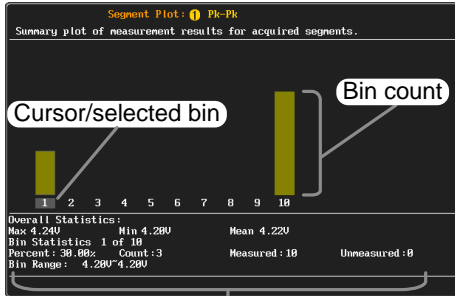 Segment Plot: 1 Pk-Pk
Summary plot of measurement results for acquired segments.
Bin count
Cursor/selected bin
1 2 3 4 5 6 7 8 9 10
Overall Statistics:
Max 4.24V Min 4.20V Mean 4.22V
Bin Statistics 1 of 10
Percent: 30.00% Count:3 Measured:10 Unmeasured:0
Bin Range: 4.20V~4.20V